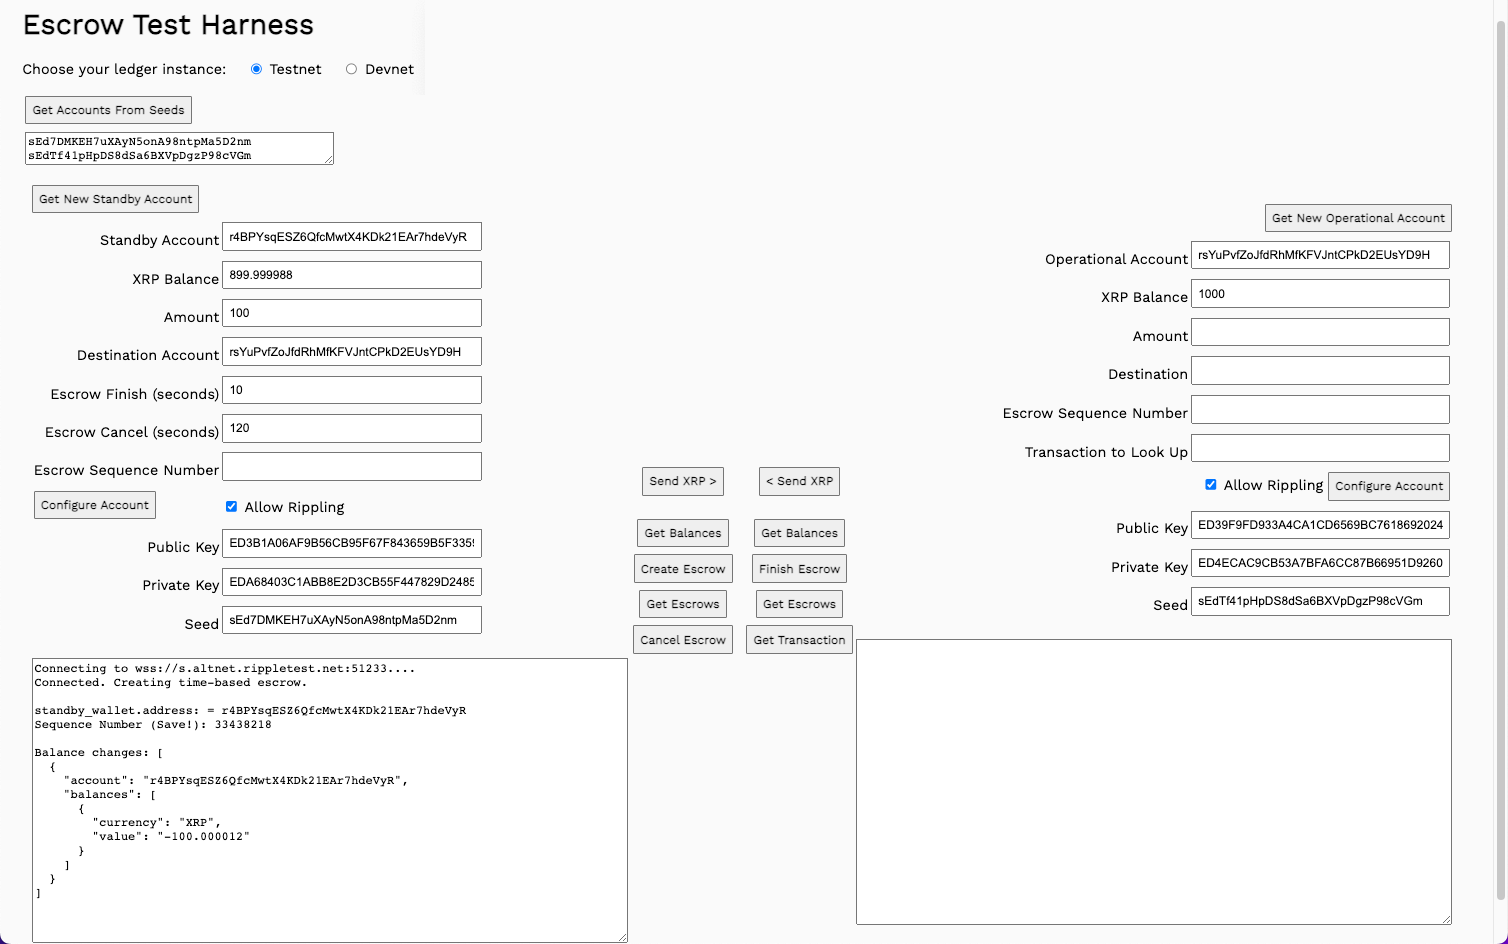 Escrow Test Harness
Choose your ledger instance: Testnet Devnet
Get Accounts From Seeds
sEd7DMKEH7uXAyN5onA98ntpMa5D2nm
sEdTf41pHpDS8dSa6BXVpDgzP98cVGm
Get New Standby Account
Standby Account r4BPYsqESZ6QfcMwtX4KDk21EAr7hdeVyR
XRP Balance 899.999988
Amount 100
Destination Account rsYuPvfZoJfdRhMfKFVJntCPkD2EUsYD9H
Escrow Finish (seconds) 10
Escrow Cancel (seconds) 120
Escrow Sequence Number
Configure Account Allow Rippling
Public Key ED3B1A06AF9B56CB95F67F843659B5F335
Private Key EDA68403C1ABB8E2D3CB55F447829D2485
Seed sEd7DMKEH7uXAyN5onA98ntpMa5D2nm
Send XRP > < Send XRP
Get Balances Get Balances
Create Escrow Finish Escrow
Get Escrows Get Escrows
Cancel Escrow Get Transaction
Get New Operational Account
Operational Account rsYuPvfZoJfdRhMfKFVJntCPkD2EUsYD9H
XRP Balance 1000
Amount
Destination
Escrow Sequence Number
Transaction to Look Up
Allow Rippling Configure Account
Public Key ED39F9FD933A4CA1CD6569BC7618692024
Private Key ED4ECAC9CB53A7BFA6CC87B66951D9260
Seed sEdTf41pHpDS8dSa6BXVpDgzP98cVGm
Connecting to wss://s.altnet.rippletest.net:51233....
Connected. Creating time-based escrow.
standby_wallet.address: = r4BPYsqESZ6QfcMwtX4KDk21EAr7hdeVyR
Sequence Number (Save!): 33438218
Balance changes: [
{
"account": "r4BPYsqESZ6QfcMwtX4KDk21EAr7hdeVyR",
"balances": [
{
"currency": "XRP",
"value": "-100.000012"
}
]
}
]